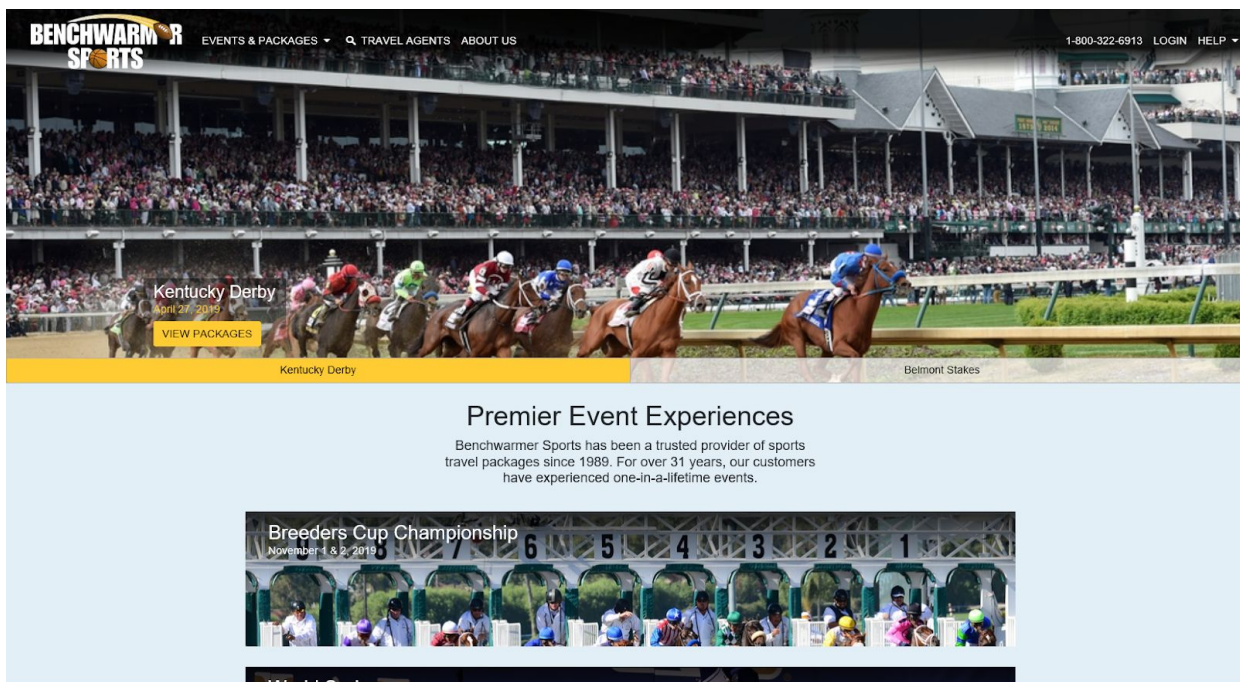 BENCHWARMER
SPORTS
EVENTS & PACKAGES
TRAVEL AGENTS
ABOUT US
1-800-322-6913
LOGIN
HELP
Kentucky Derby
April 27, 2019
VIEW PACKAGES
Kentucky Derby
Belmont Stakes
Premier Event Experiences
Benchwarmer Sports has been a trusted provider of sports
travel packages since 1989. For over 31 years, our customers
have experienced one-in-a-lifetime events.
Breeders Cup Championship
November 1 & 2, 2019
9 8 7 6 5 4 3 2 1